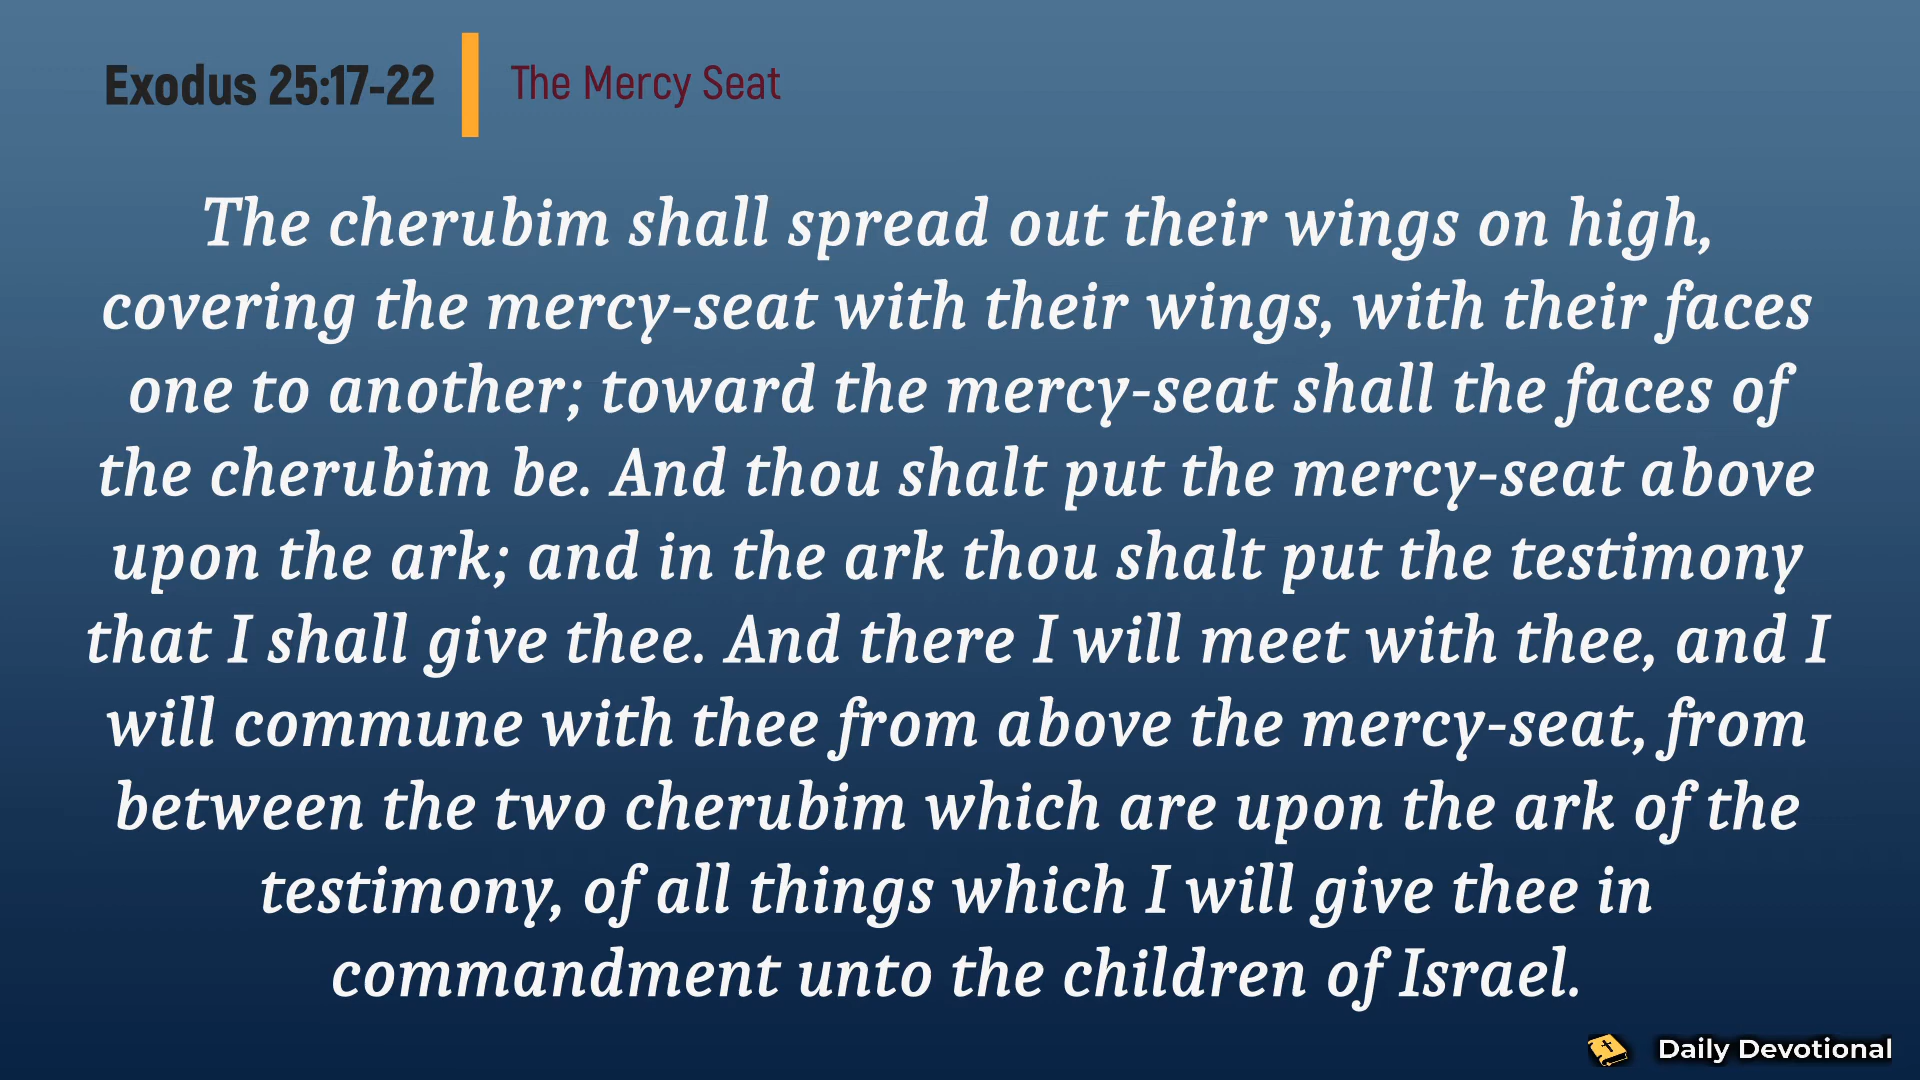 Exodus 25:17-22
The Mercy Seat
The cherubim shall spread out their wings on high,
covering the mercy-seat with their wings, with their faces
one to another; toward the mercy-seat shall the faces of
the cherubim be. And thou shalt put the mercy-seat above
upon the ark; and in the ark thou shalt put the testimony
that I shall give thee. And there I will meet with thee, and I
will commune with thee from above the mercy-seat, from
between the two cherubim which are upon the ark of the
testimony, of all things which I will give thee in
commandment unto the children of Israel.
Daily Devotional